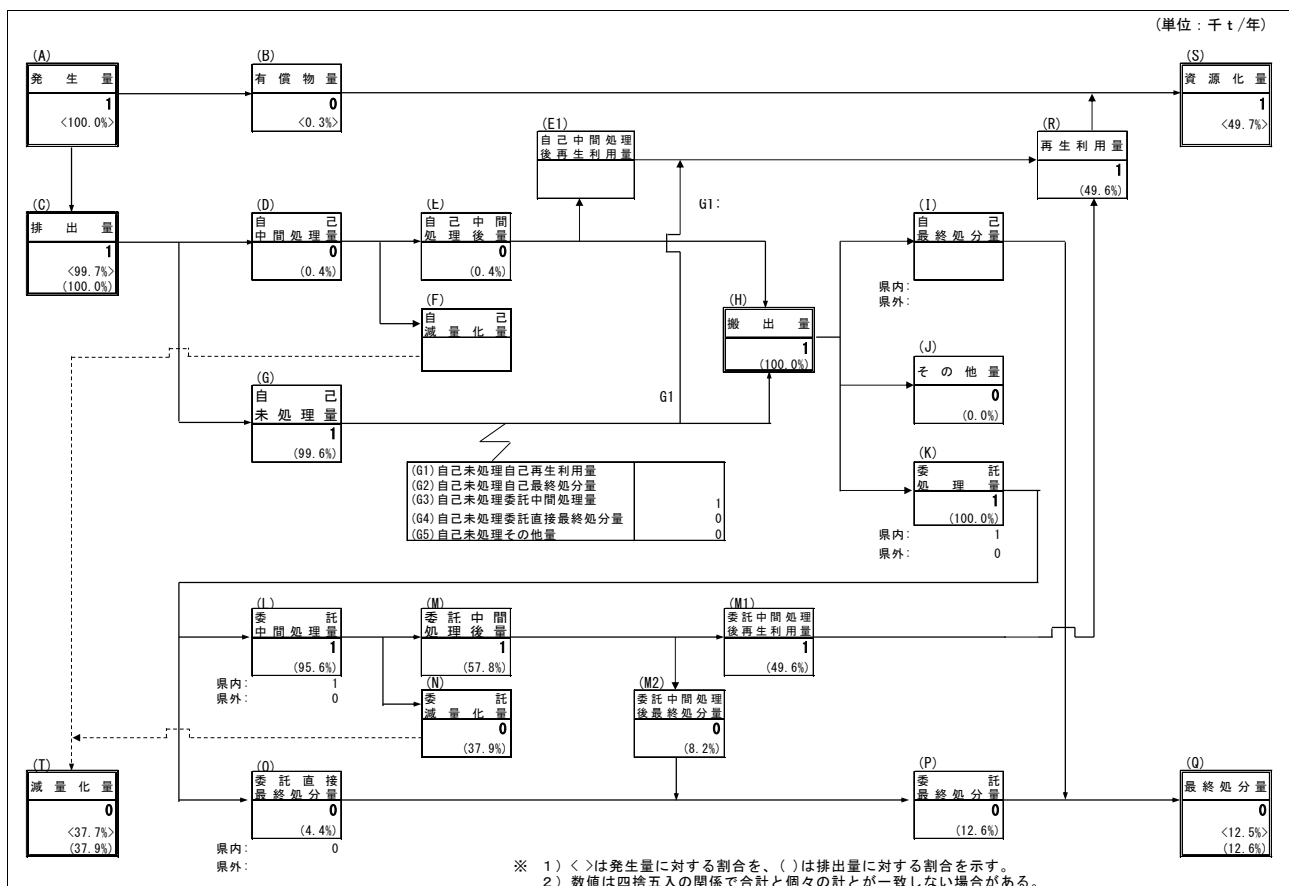 (単位：千ｔ/年)
(A)
発生量
1
<100.0%>
(B)
有償物量
0
<0.3%>
(S)
資源化量
1
<49.7%>
(E1)
自己中間処理
後再生利用量
(R)
再生利用量
1
(49.6%)
(C)
排出量
1
<99.7%>
(100.0%)
(D)
自己
中間処理量
0
(0.4%)
(E)
自己中間
処理後量
0
(0.4%)
G1:
(I)
自己
最終処分量
県内:
県外:
(F)
自己
減量化量
(H)
搬出量
1
(100.0%)
(J)
その他量
0
(0.0%)
(G)
自己
未処理量
1
(99.6%)
G1
(G1)自己未処理自己再生利用量
(G2)自己未処理自己最終処分量
(G3)自己未処理委託中間処理量 1
(G4)自己未処理委託直接最終処分量 0
(G5)自己未処理その他量 0
(K)
委託
処理量
1
(100.0%)
県内: 1
県外: 0
(L)
委託
中間処理量
1
(95.6%)
県内: 1
県外: 0
(M)
委託中間
処理後量
1
(57.8%)
(M1)
委託中間処理
後再生利用量
1
(49.6%)
(N)
委託
減量化量
0
(37.9%)
(M2)
委託中間処理
後最終処分量
0
(8.2%)
(T)
減量化量
0
<37.7%>
(37.9%)
(O)
委託直接
最終処分量
0
(4.4%)
県内: 0
県外:
(P)
委託
最終処分量
0
(12.6%)
(Q)
最終処分量
0
<12.5%>
(12.6%)
※ 1)< >は発生量に対する割合を、( )は排出量に対する割合を示す。
2)数値は四捨五入の関係で合計と個々の計とが一致しない場合がある。